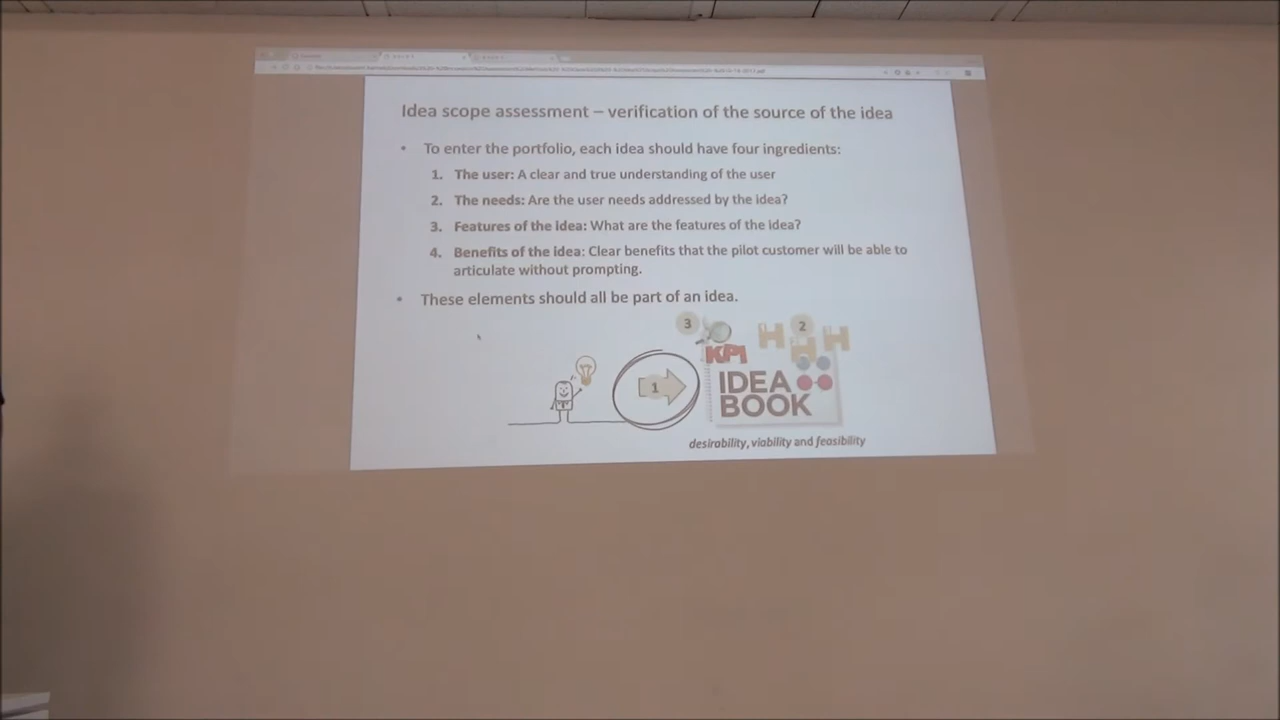 Idea scope assessment – verification of the source of the idea
• To enter the portfolio, each idea should have four ingredients:
1. The user: A clear and true understanding of the user
2. The needs: Are the user needs addressed by the idea?
3. Features of the idea: What are the features of the idea?
4. Benefits of the idea: Clear benefits that the pilot customer will be able to
articulate without prompting.
• These elements should all be part of an idea.
3
2
H H H H
KPI
1
IDEA
BOOK
desirability, viability and feasibility